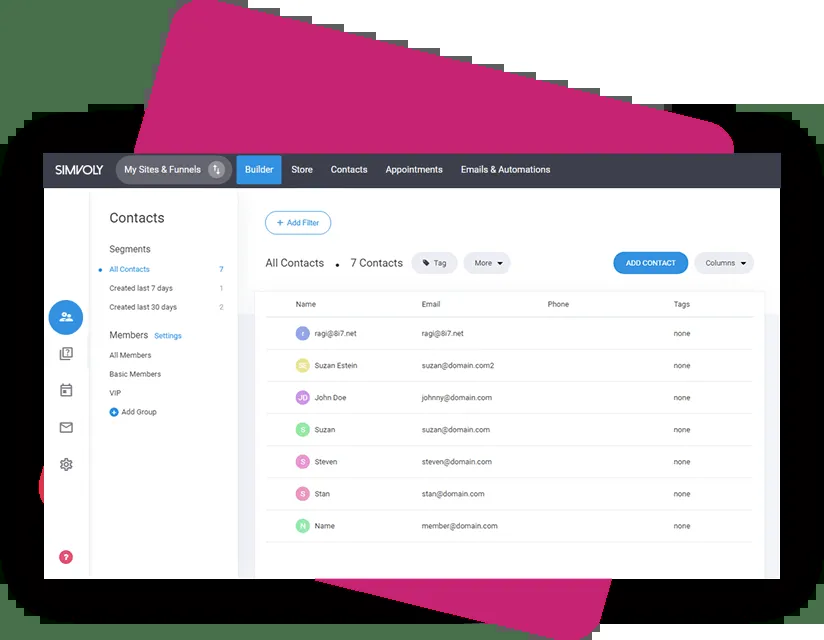 SIMVOLY My Sites & Funnels Builder Store Contacts Appointments Emails & Automations
Contacts
Segments
All Contacts 7
Created last 7 days 1
Created last 30 days 2
Members Settings
All Members
Basic Members
VIP
+ Add Group
?
+ Add Filter
All Contacts • 7 Contacts Tag More ADD CONTACT Columns
Name Email Phone Tags
r ragi@8i7.net ragi@8i7.net none
SE Suzan Estein suzan@domain.com2 none
JD John Doe johnny@domain.com none
S Suzan suzan@domain.com none
S Steven steven@domain.com none
S Stan stan@domain.com none
N Name member@domain.com none